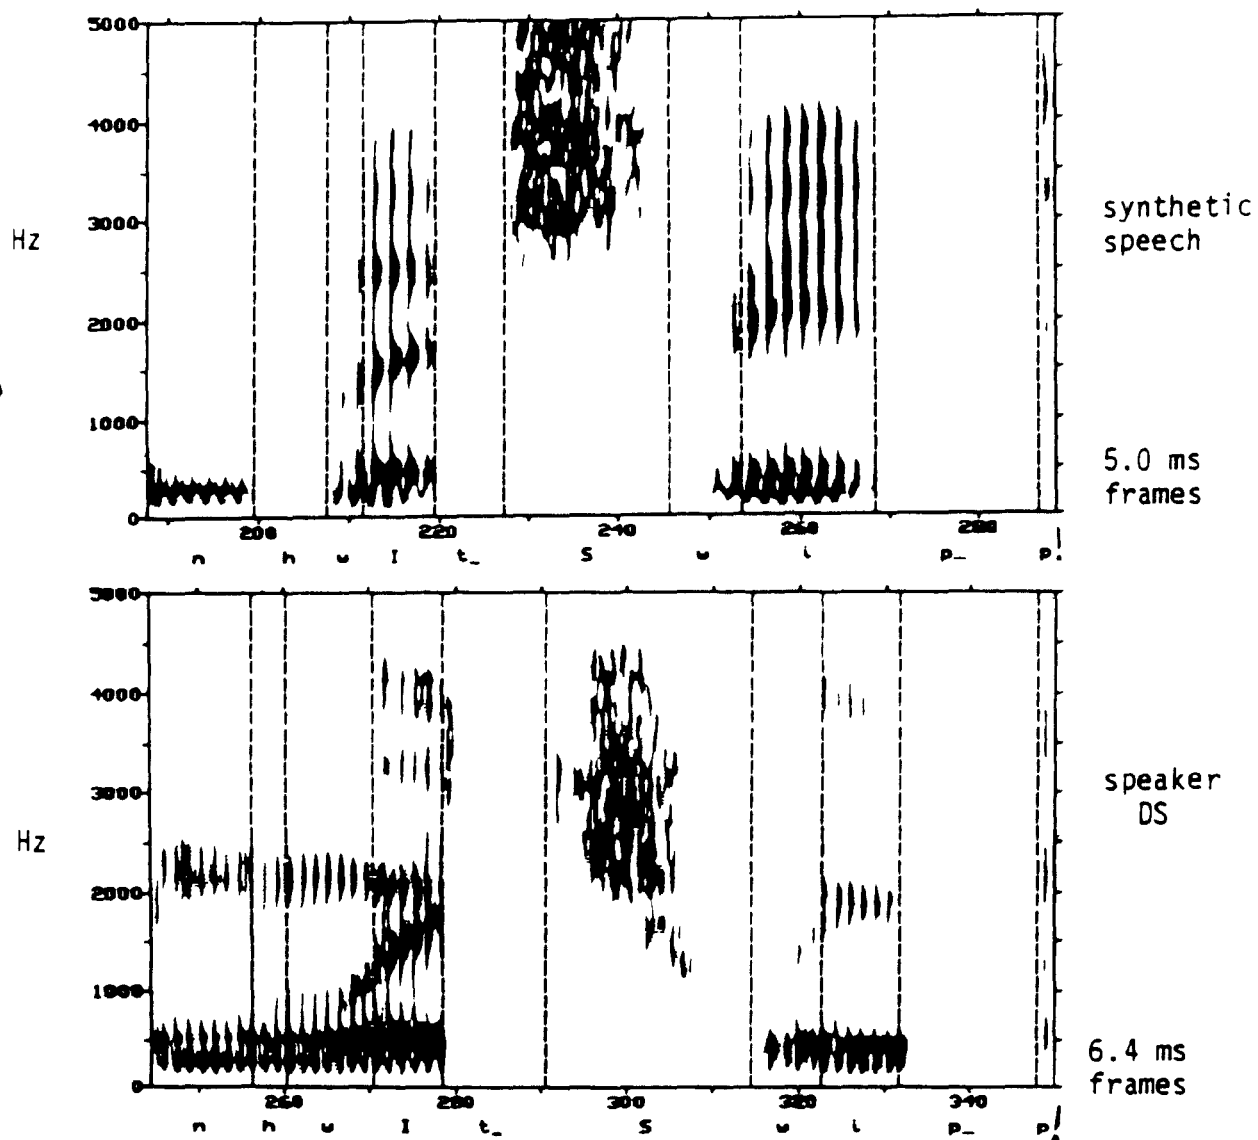 5000
4000
3000
2000
1000
0
Hz
synthetic
speech
5.0 ms
frames
200 220 240 260 280
n h w I t_ S w i p_ p!
5000
4000
3000
2000
1000
0
Hz
speaker
DS
6.4 ms
frames
260 280 300 320 340
n h w I t_ S w i p_ p!